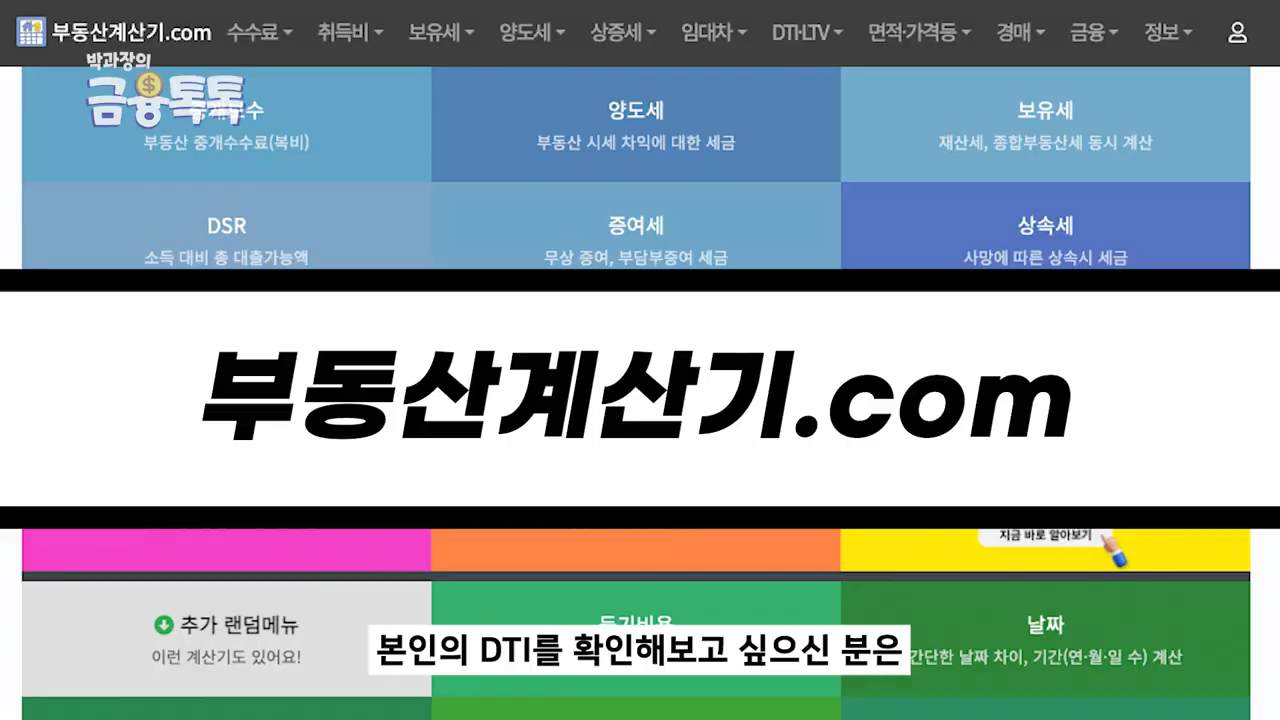 부동산계산기.com 수수료 취득비 보유세 양도세 상증세 임대차 DTI·LTV 면적·가격등 경매 금융 정보
박과장의
금융톡톡
부동산 중개수수료(복비)
양도세
부동산 시세 차익에 대한 세금
보유세
재산세, 종합부동산세 동시 계산
DSR
소득 대비 총 대출가능액
증여세
무상 증여, 부담부증여 세금
상속세
사망에 따른 상속시 세금
부동산계산기.com
지금 바로 알아보기
추가 랜덤메뉴
이런 계산기도 있어요!
등기비용
날짜
간단한 날짜 차이, 기간(연·월·일 수) 계산
본인의 DTI를 확인해보고 싶으신 분은